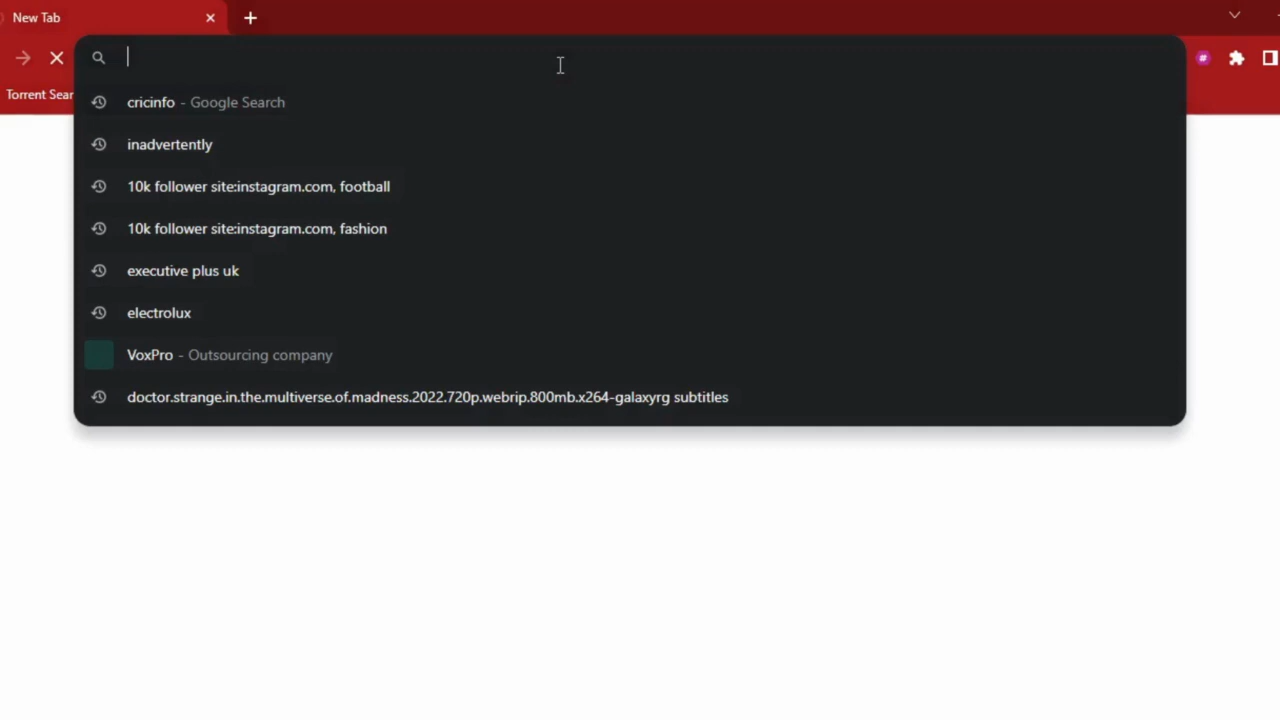 New Tab
Torrent Sear
cricinfo - Google Search
inadvertently
10k follower site:instagram.com, football
10k follower site:instagram.com, fashion
executive plus uk
electrolux
VoxPro - Outsourcing company
doctor.strange.in.the.multiverse.of.madness.2022.720p.webrip.800mb.x264-galaxyrg subtitles